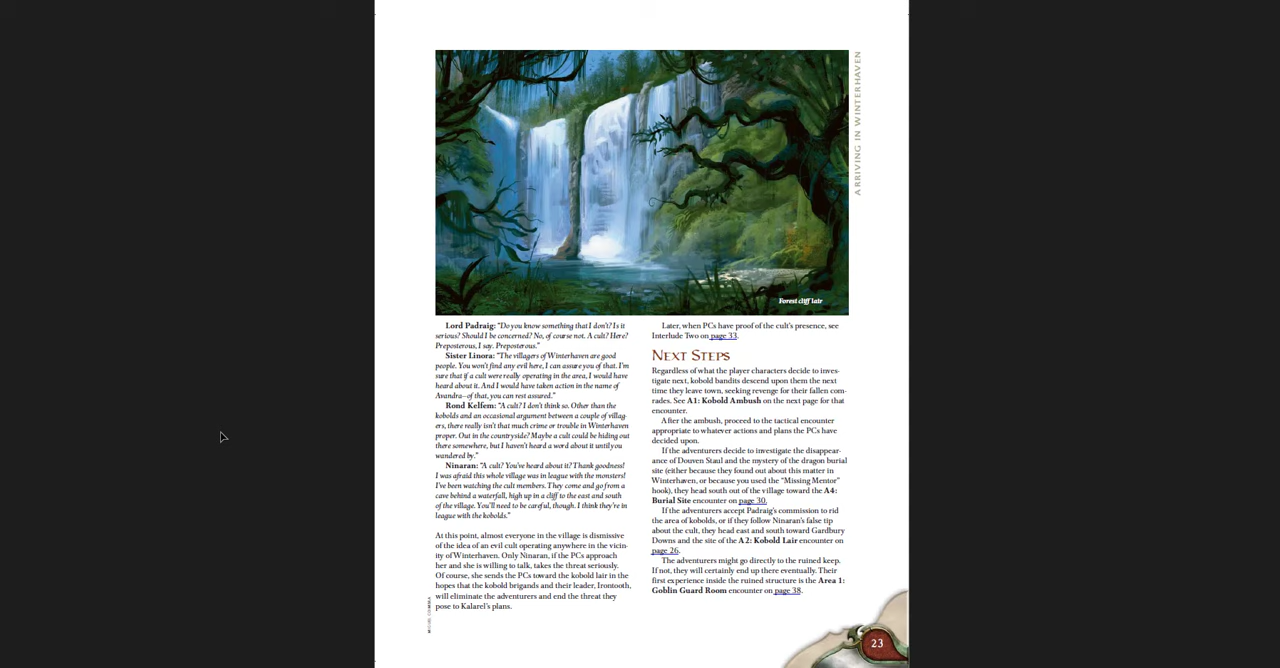 ARRIVING IN WINTERHAVEN
Forest cliff lair
Lord Padraig: “Do you know something that I don’t? Is it
serious? Should I be concerned? No, of course not. A cult? Here?
Preposterous, I say. Preposterous.”
Sister Linora: “The villagers of Winterhaven are good
people. You won’t find any evil here, I can assure you of that. I’m
sure that if a cult were really operating in the area, I would have
heard about it. And I would have taken action in the name of
Avandra—of that, you can rest assured.”
Rond Kelfem: “A cult? I don’t think so. Other than the
kobolds and an occasional argument between a couple of villag-
ers, there really isn’t that much crime or trouble in Winterhaven
proper. Out in the countryside? Maybe a cult could be hiding out
there somewhere, but I haven’t heard a word about it until you
wandered by.”
Ninaran: “A cult? You’ve heard about it? Thank goodness!
I was afraid this whole village was in league with the monsters!
I’ve been watching the cult members. They come and go from a
cave behind a waterfall, high up in a cliff to the east and south
of the village. You’ll need to be careful, though. I think they’re in
league with the kobolds.”
At this point, almost everyone in the village is dismissive
of the idea of an evil cult operating anywhere in the vicin-
ity of Winterhaven. Only Ninaran, if the PCs approach
her and she is willing to talk, takes the threat seriously.
Of course, she sends the PCs toward the kobold lair in the
hopes that the kobold brigands and their leader, Irontooth,
will eliminate the adventurers and end the threat they
pose to Kalarel’s plans.
Later, when PCs have proof of the cult’s presence, see
Interlude Two on page 33.
NEXT STEPS
Regardless of what the player characters decide to inves-
tigate next, kobold bandits descend upon them the next
time they leave town, seeking revenge for their fallen com-
rades. See A1: Kobold Ambush on the next page for that
encounter.
After the ambush, proceed to the tactical encounter
appropriate to whatever actions and plans the PCs have
decided upon.
If the adventurers decide to investigate the disappear-
ance of Douven Staul and the mystery of the dragon burial
site (either because they found out about this matter in
Winterhaven, or because you used the “Missing Mentor”
hook), they head south out of the village toward the A4:
Burial Site encounter on page 30.
If the adventurers accept Padraig’s commission to rid
the area of kobolds, or if they follow Ninaran’s false tip
about the cult, they head east and south toward Gardbury
Downs and the site of the A2: Kobold Lair encounter on
page 26.
The adventurers might go directly to the ruined keep.
If not, they will certainly end up there eventually. Their
first experience inside the ruined structure is the Area 1:
Goblin Guard Room encounter on page 38.
23